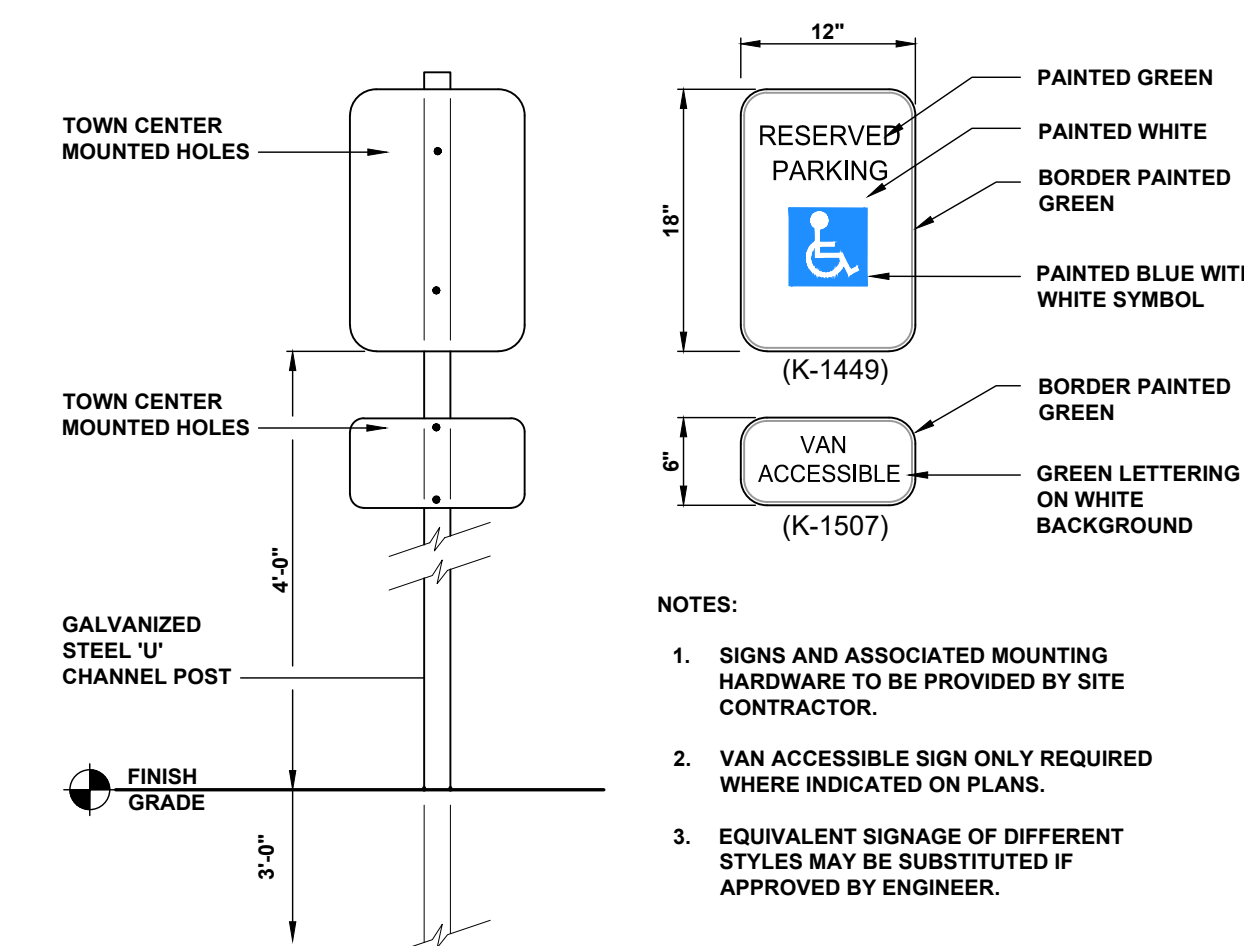 TOWN CENTER
MOUNTED HOLES
TOWN CENTER
MOUNTED HOLES
4'-0"
GALVANIZED
STEEL 'U'
CHANNEL POST
FINISH
GRADE
3'-0"
12"
18"
RESERVED
PARKING
(K-1449)
PAINTED GREEN
PAINTED WHITE
BORDER PAINTED
GREEN
PAINTED BLUE WITH
WHITE SYMBOL
6"
VAN
ACCESSIBLE
(K-1507)
BORDER PAINTED
GREEN
GREEN LETTERING
ON WHITE
BACKGROUND
NOTES:
1. SIGNS AND ASSOCIATED MOUNTING
HARDWARE TO BE PROVIDED BY SITE
CONTRACTOR.
2. VAN ACCESSIBLE SIGN ONLY REQUIRED
WHERE INDICATED ON PLANS.
3. EQUIVALENT SIGNAGE OF DIFFERENT
STYLES MAY BE SUBSTITUTED IF
APPROVED BY ENGINEER.